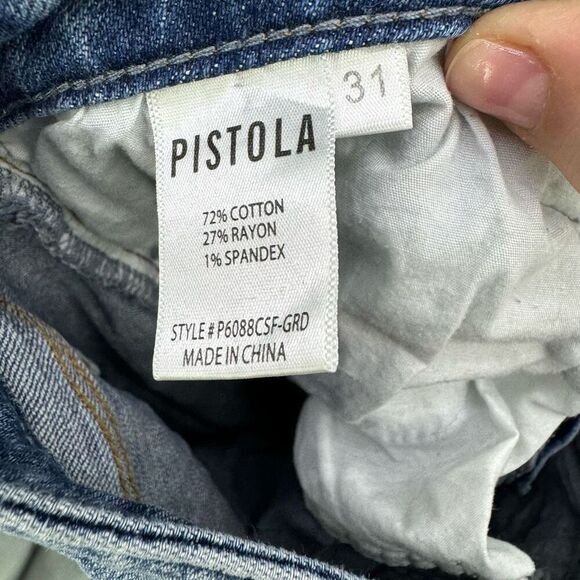 31
PISTOLA
72% COTTON
27% RAYON
1% SPANDEX
STYLE # P6088CSF-GRD
MADE IN CHINA